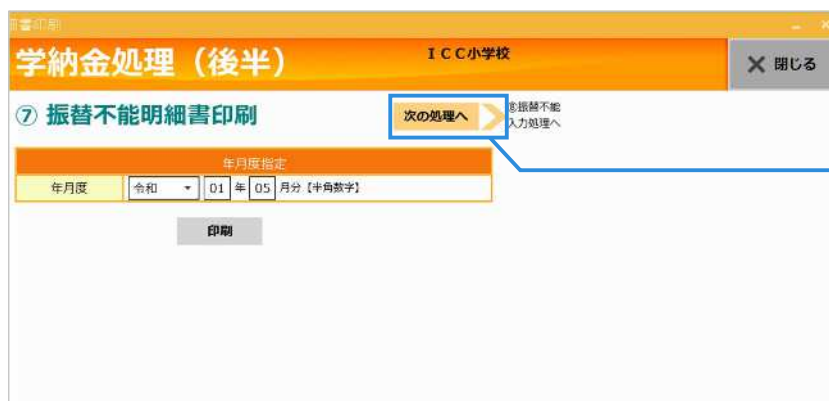 書印刷
学納金処理（後半）
ＩＣＣ小学校
✕ 閉じる
⑦ 振替不能明細書印刷
次の処理へ
⑧振替不能
入力処理へ
年月度指定
年月度 令和 01 年 05 月分【半角数字】
印刷